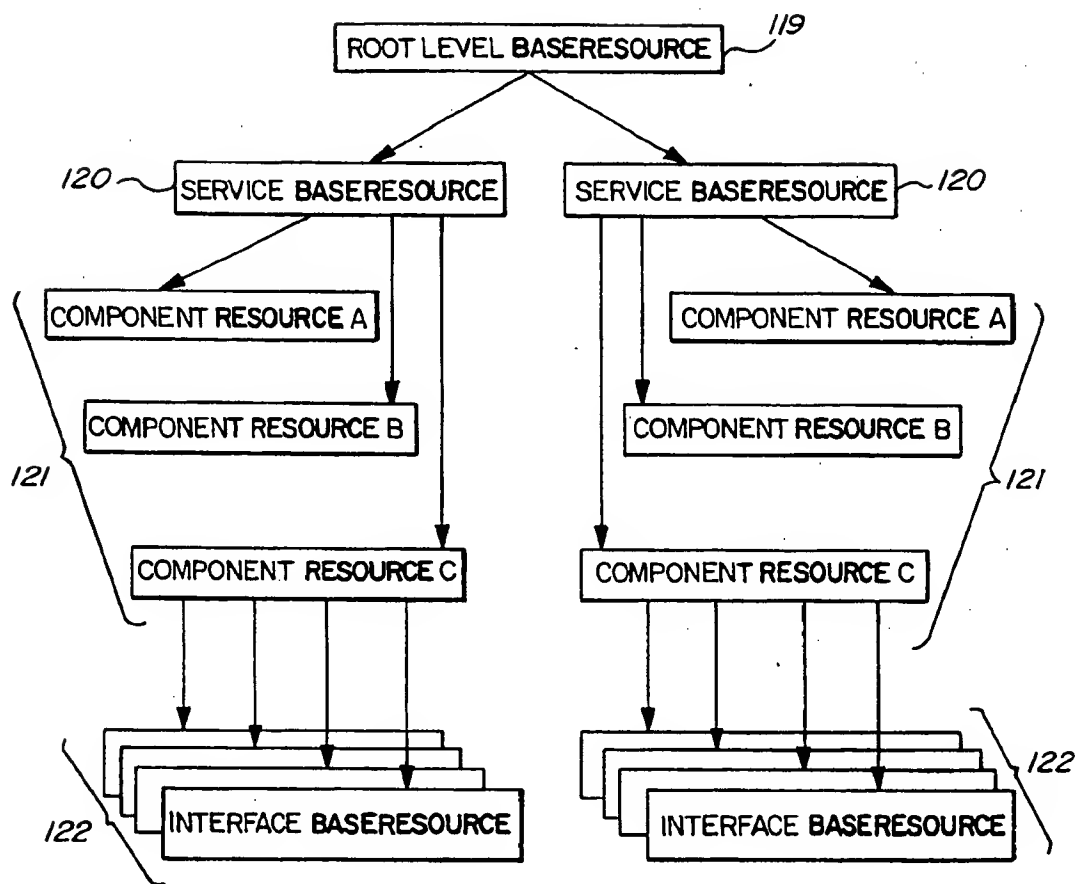 119
ROOT LEVEL BASERESOURCE
120 SERVICE BASERESOURCE
SERVICE BASERESOURCE 120
COMPONENT RESOURCE A
COMPONENT RESOURCE A
COMPONENT RESOURCE B
COMPONENT RESOURCE B
121
121
COMPONENT RESOURCE C
COMPONENT RESOURCE C
122
122
INTERFACE BASERESOURCE
INTERFACE BASERESOURCE